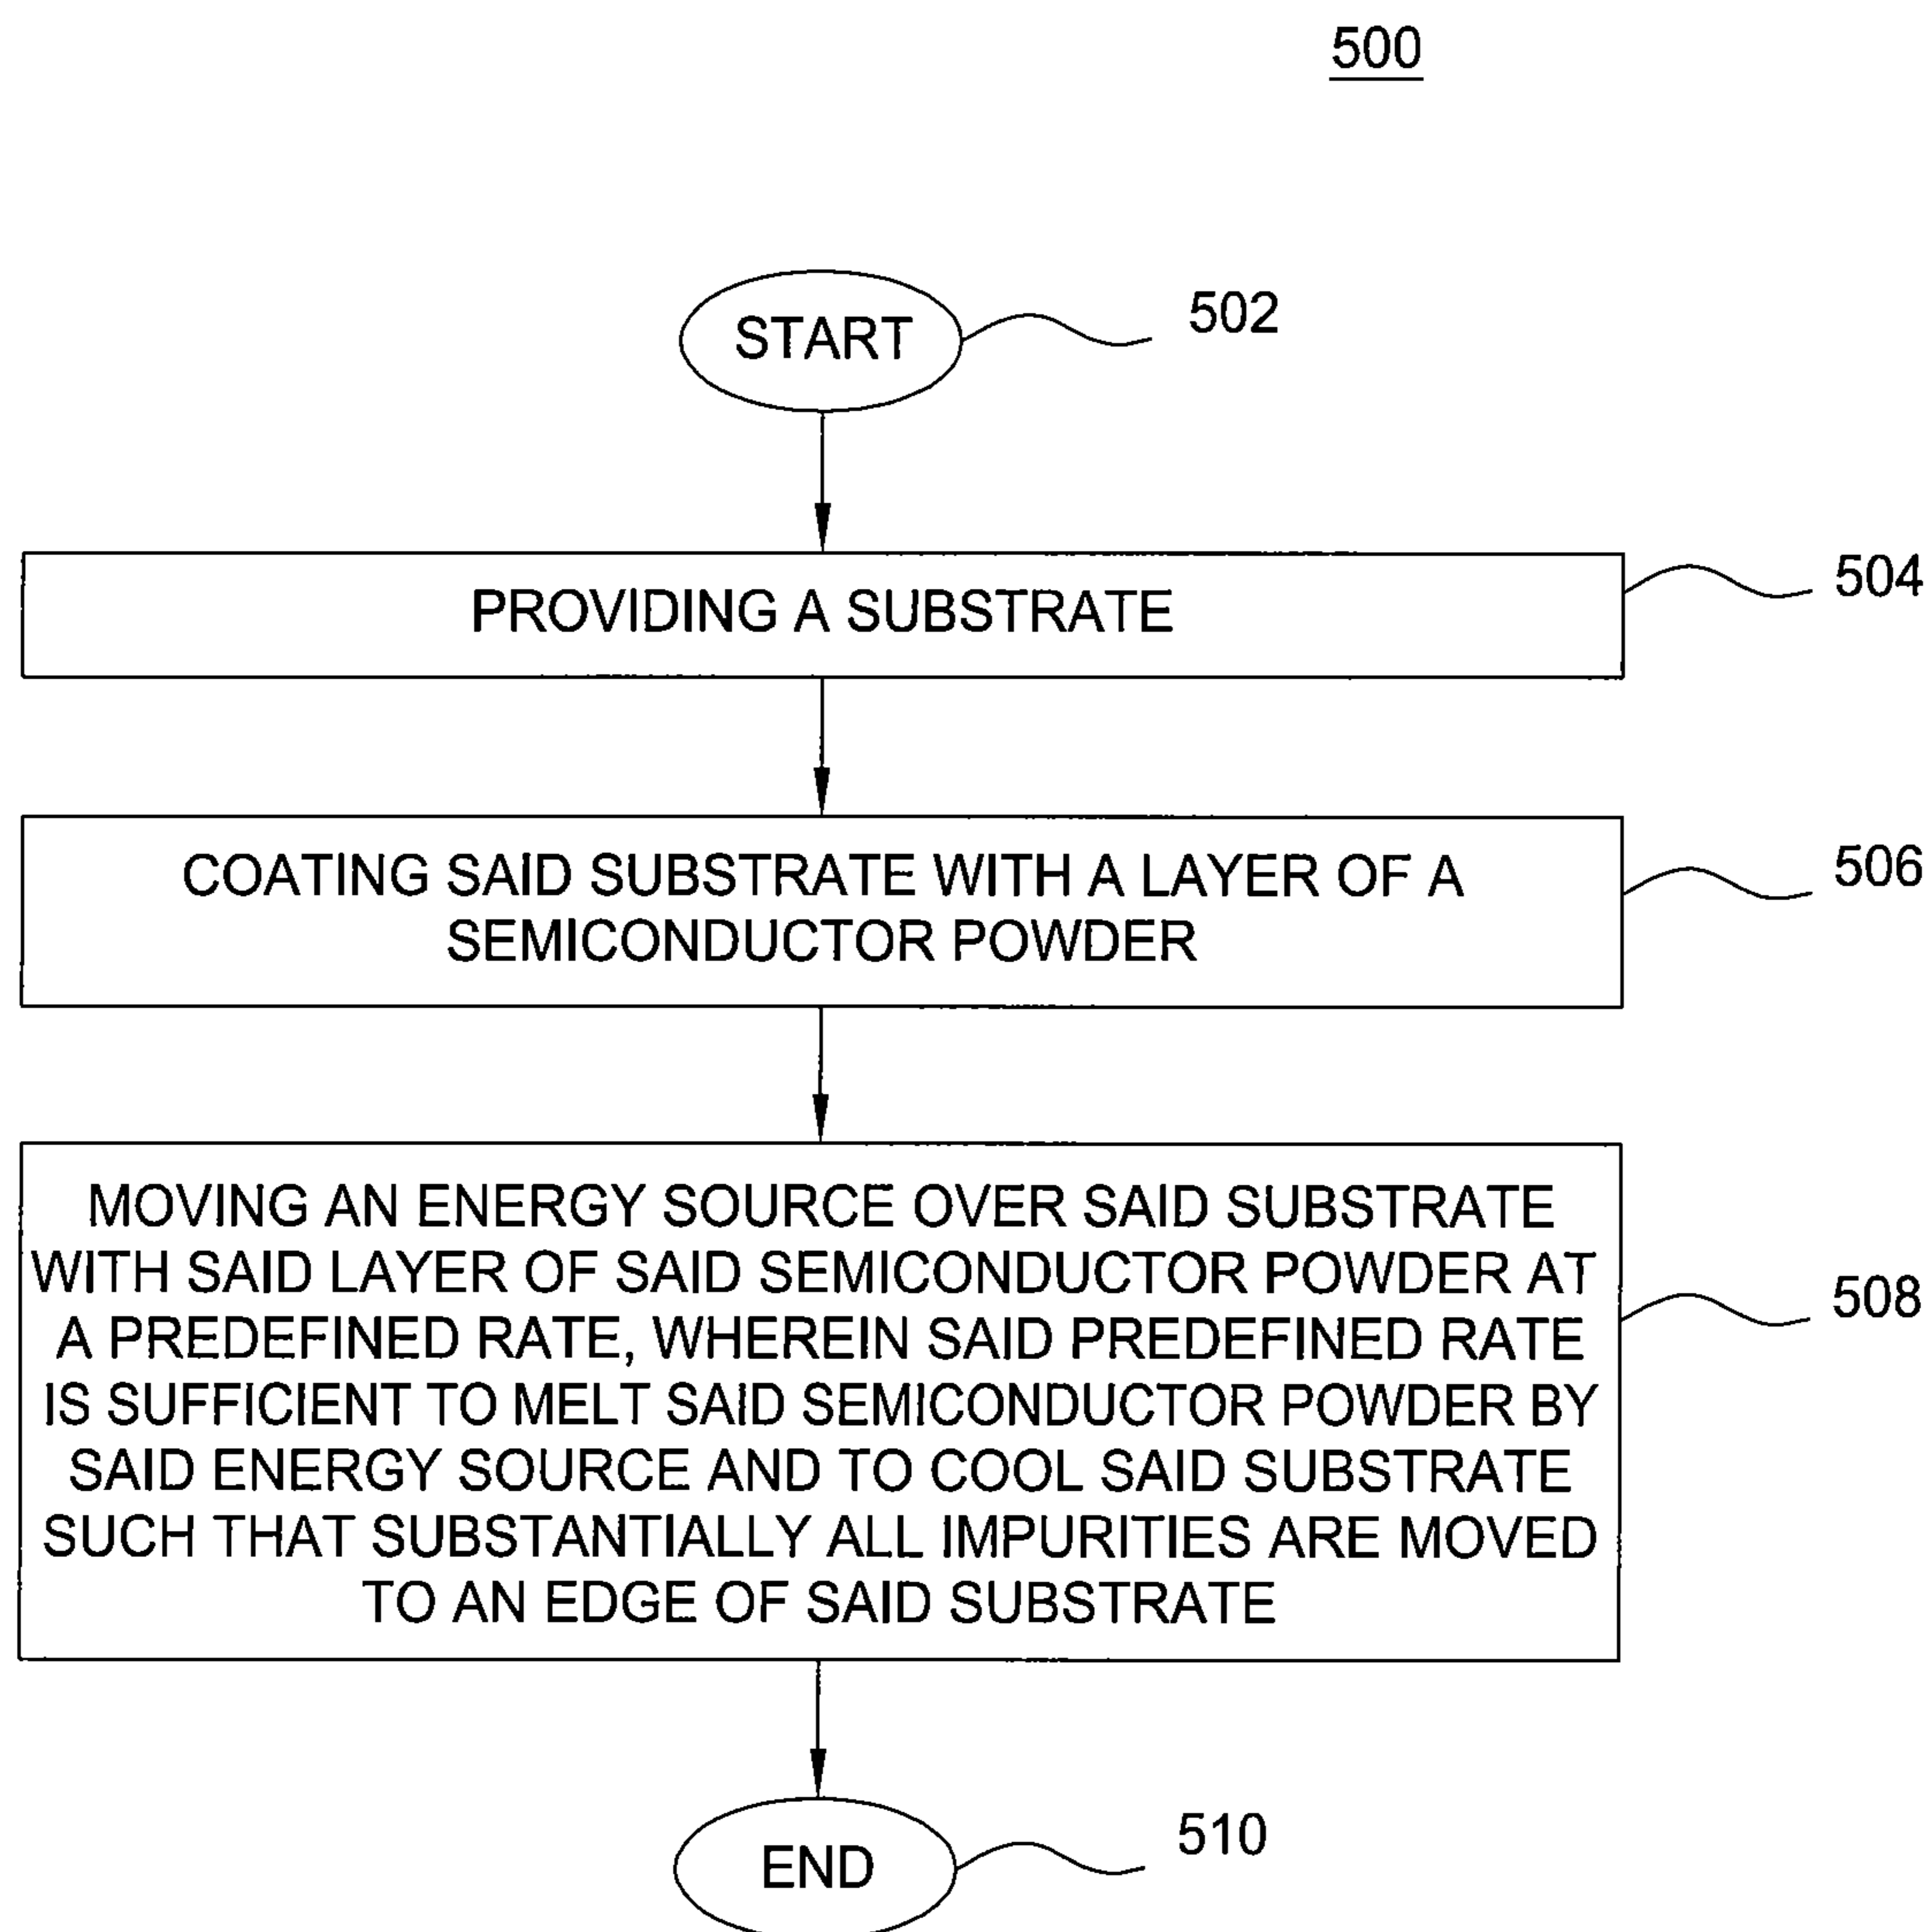 500
START
502
PROVIDING A SUBSTRATE
504
COATING SAID SUBSTRATE WITH A LAYER OF A
SEMICONDUCTOR POWDER
506
MOVING AN ENERGY SOURCE OVER SAID SUBSTRATE
WITH SAID LAYER OF SAID SEMICONDUCTOR POWDER AT
A PREDEFINED RATE, WHEREIN SAID PREDEFINED RATE
IS SUFFICIENT TO MELT SAID SEMICONDUCTOR POWDER BY
SAID ENERGY SOURCE AND TO COOL SAID SUBSTRATE
SUCH THAT SUBSTANTIALLY ALL IMPURITIES ARE MOVED
TO AN EDGE OF SAID SUBSTRATE
508
END
510